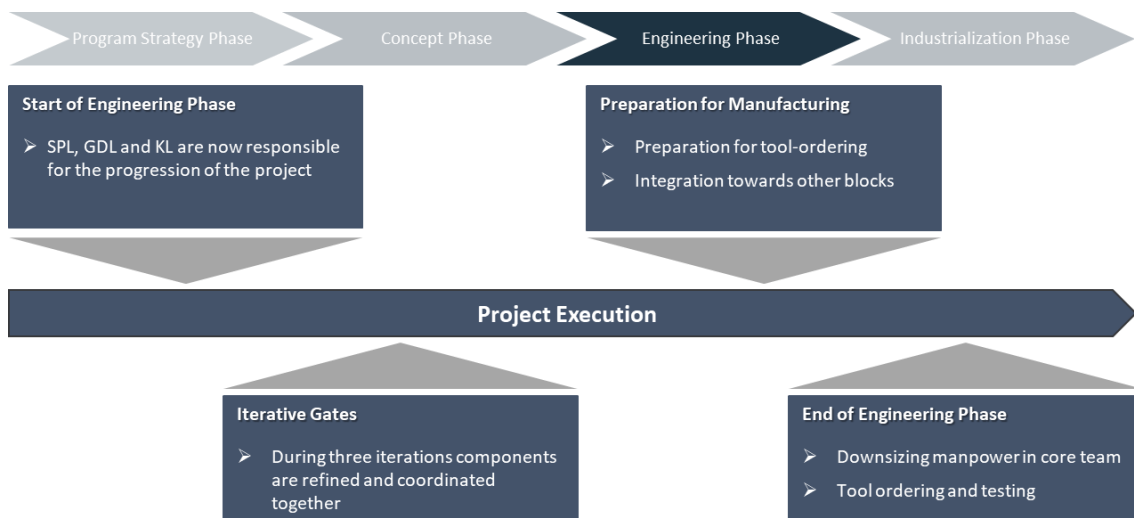 Program Strategy Phase
Concept Phase
Engineering Phase
Industrialization Phase
Start of Engineering Phase
SPL, GDL and KL are now responsible
for the progression of the project
Preparation for Manufacturing
Preparation for tool-ordering
Integration towards other blocks
Project Execution
Iterative Gates
During three iterations components
are refined and coordinated
together
End of Engineering Phase
Downsizing manpower in core team
Tool ordering and testing